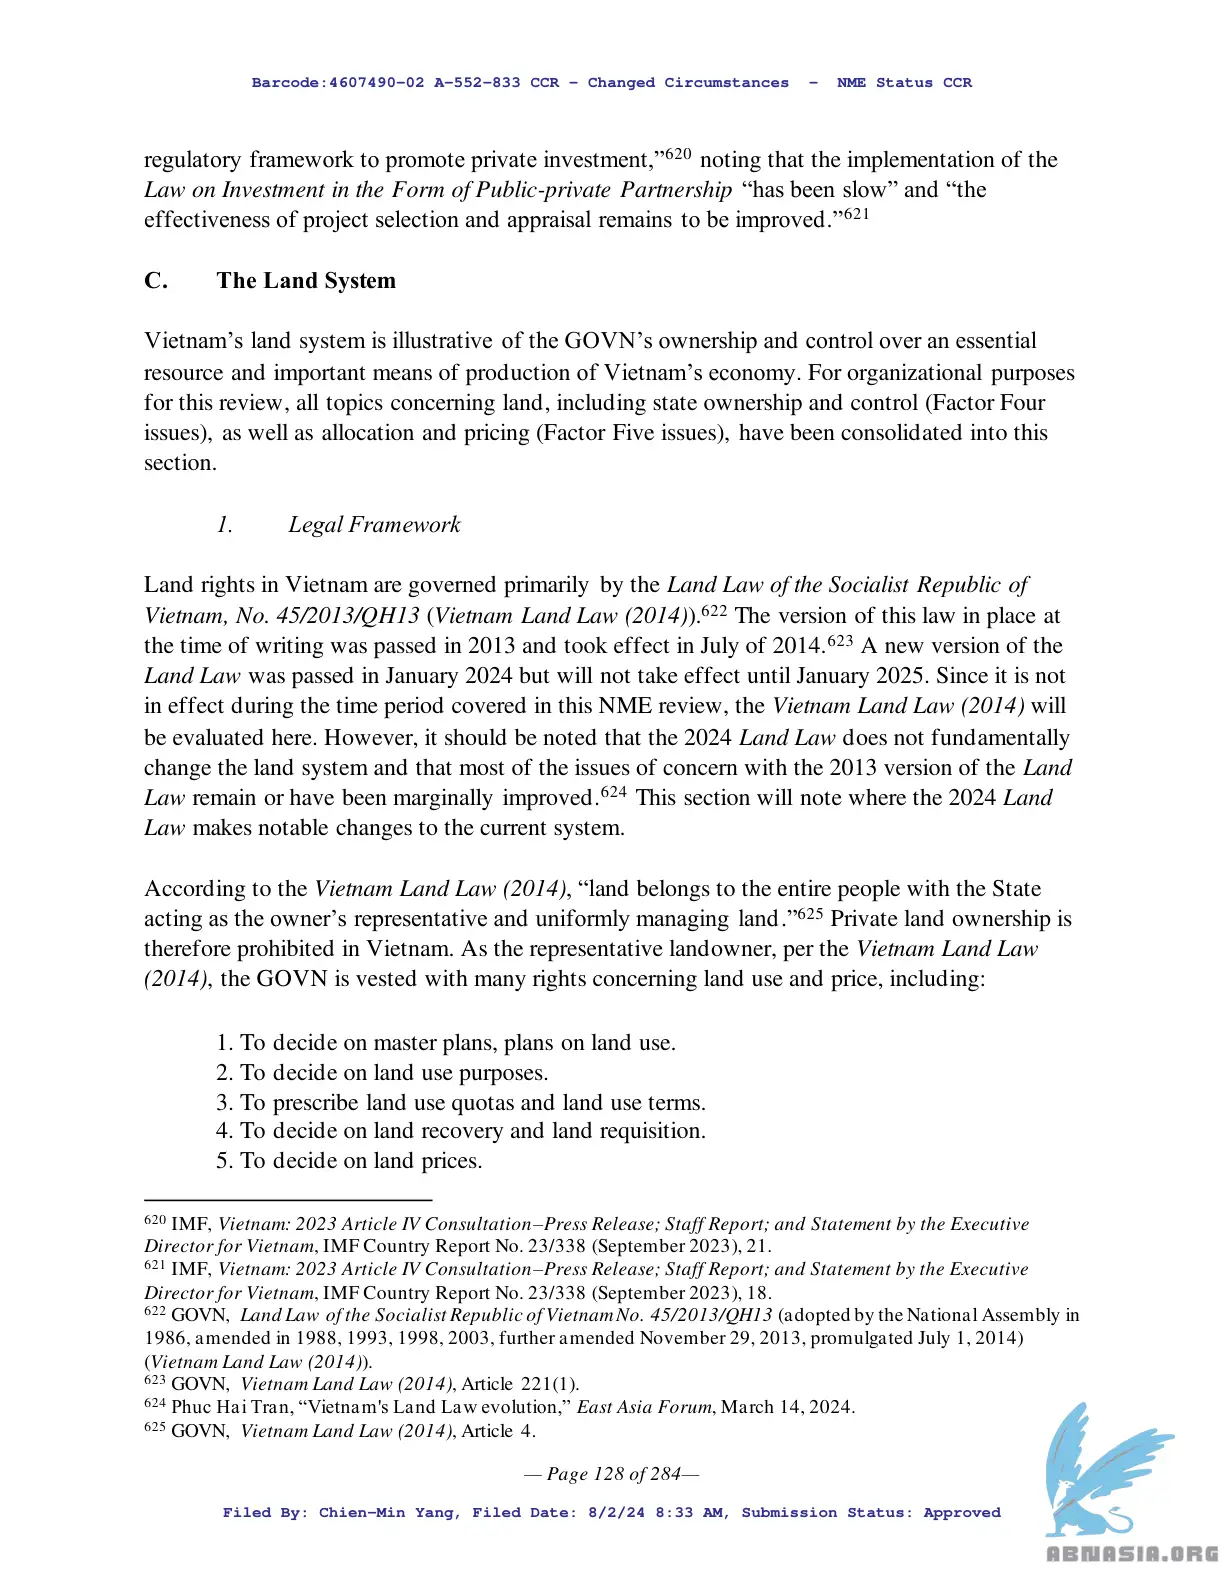 Barcode:4607490-02 A-552-833 CCR - Changed Circumstances - NME Status CCR
regulatory framework to promote private investment,”620 noting that the implementation of the
Law on Investment in the Form of Public-private Partnership “has been slow” and “the
effectiveness of project selection and appraisal remains to be improved.”621
C. The Land System
Vietnam’s land system is illustrative of the GOVN’s ownership and control over an essential
resource and important means of production of Vietnam’s economy. For organizational purposes
for this review, all topics concerning land, including state ownership and control (Factor Four
issues), as well as allocation and pricing (Factor Five issues), have been consolidated into this
section.
1. Legal Framework
Land rights in Vietnam are governed primarily by the Land Law of the Socialist Republic of
Vietnam, No. 45/2013/QH13 (Vietnam Land Law (2014)).622 The version of this law in place at
the time of writing was passed in 2013 and took effect in July of 2014.623 A new version of the
Land Law was passed in January 2024 but will not take effect until January 2025. Since it is not
in effect during the time period covered in this NME review, the Vietnam Land Law (2014) will
be evaluated here. However, it should be noted that the 2024 Land Law does not fundamentally
change the land system and that most of the issues of concern with the 2013 version of the Land
Law remain or have been marginally improved.624 This section will note where the 2024 Land
Law makes notable changes to the current system.
According to the Vietnam Land Law (2014), “land belongs to the entire people with the State
acting as the owner’s representative and uniformly managing land.”625 Private land ownership is
therefore prohibited in Vietnam. As the representative landowner, per the Vietnam Land Law
(2014), the GOVN is vested with many rights concerning land use and price, including:
1. To decide on master plans, plans on land use.
2. To decide on land use purposes.
3. To prescribe land use quotas and land use terms.
4. To decide on land recovery and land requisition.
5. To decide on land prices.
620 IMF, Vietnam: 2023 Article IV Consultation–Press Release; Staff Report; and Statement by the Executive
Director for Vietnam, IMF Country Report No. 23/338 (September 2023), 21.
621 IMF, Vietnam: 2023 Article IV Consultation–Press Release; Staff Report; and Statement by the Executive
Director for Vietnam, IMF Country Report No. 23/338 (September 2023), 18.
622 GOVN, Land Law of the Socialist Republic of Vietnam No. 45/2013/QH13 (adopted by the National Assembly in
1986, amended in 1988, 1993, 1998, 2003, further amended November 29, 2013, promulgated July 1, 2014)
(Vietnam Land Law (2014)).
623 GOVN, Vietnam Land Law (2014), Article 221(1).
624 Phuc Hai Tran, “Vietnam's Land Law evolution,” East Asia Forum, March 14, 2024.
625 GOVN, Vietnam Land Law (2014), Article 4.
— Page 128 of 284—
Filed By: Chien-Min Yang, Filed Date: 8/2/24 8:33 AM, Submission Status: Approved
ABNASIA.ORG